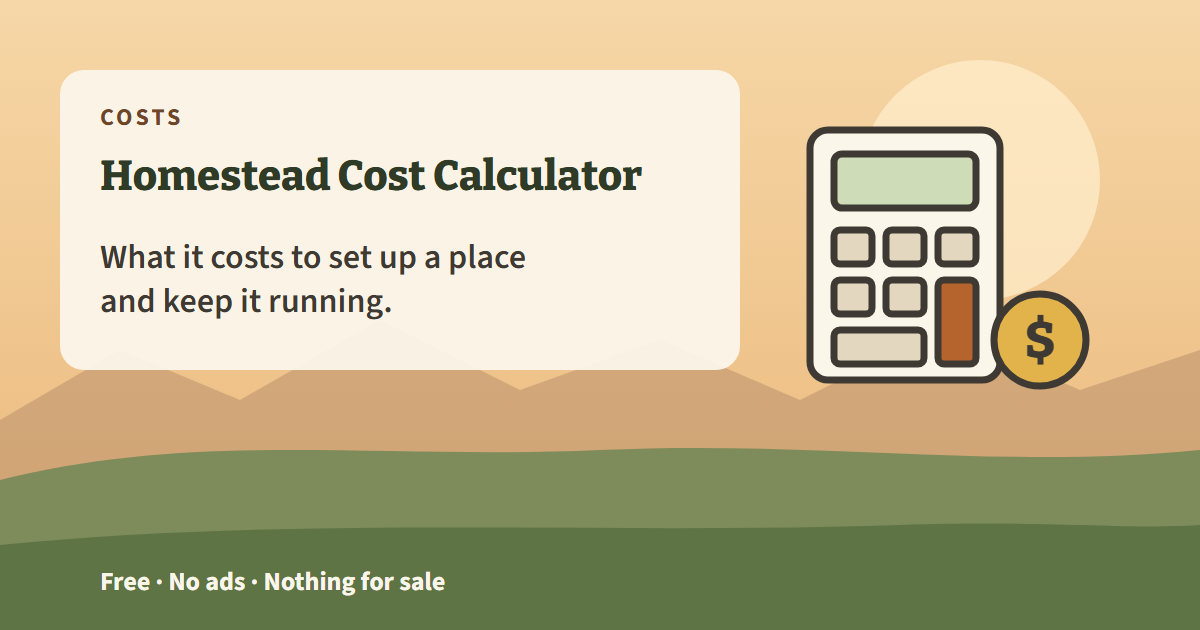 COSTS
Homestead Cost Calculator
What it costs to set up a place
and keep it running.
$
Free · No ads · Nothing for sale